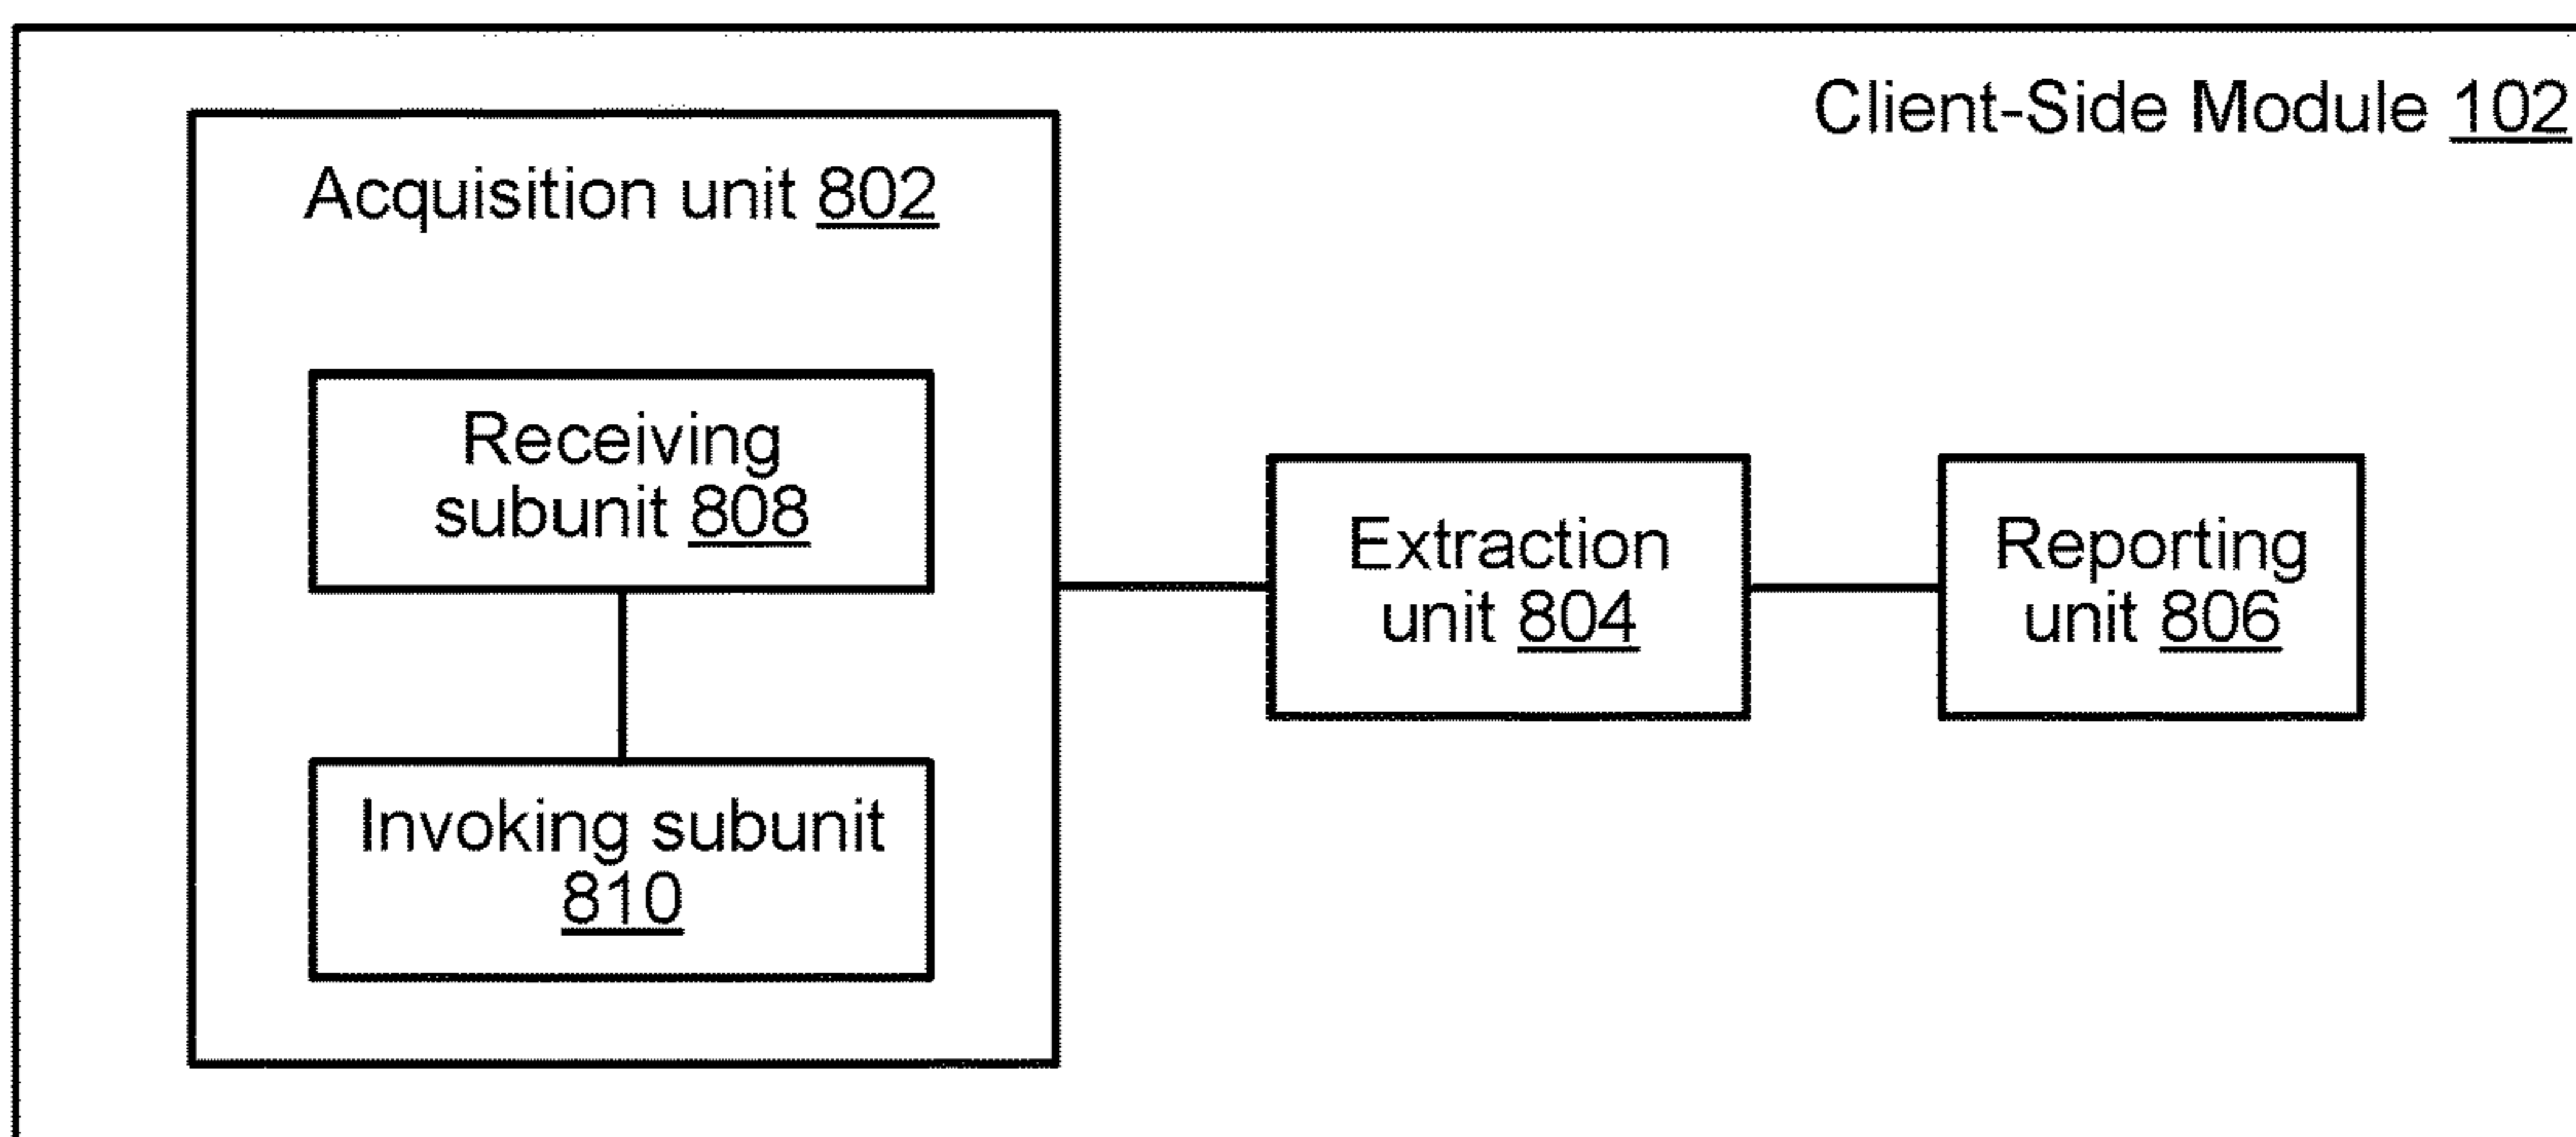 Client-Side Module 102
Acquisition unit 802
Receiving
subunit 808
Invoking subunit
810
Extraction
unit 804
Reporting
unit 806